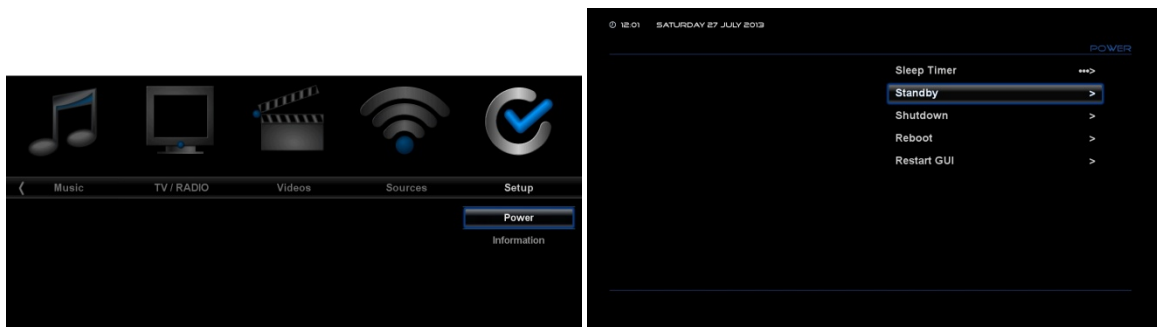 Music TV / RADIO Videos Sources Setup
Power
Information
12:01 SATURDAY 27 JULY 2013
POWER
Sleep Timer •••>
Standby >
Shutdown >
Reboot >
Restart GUI >